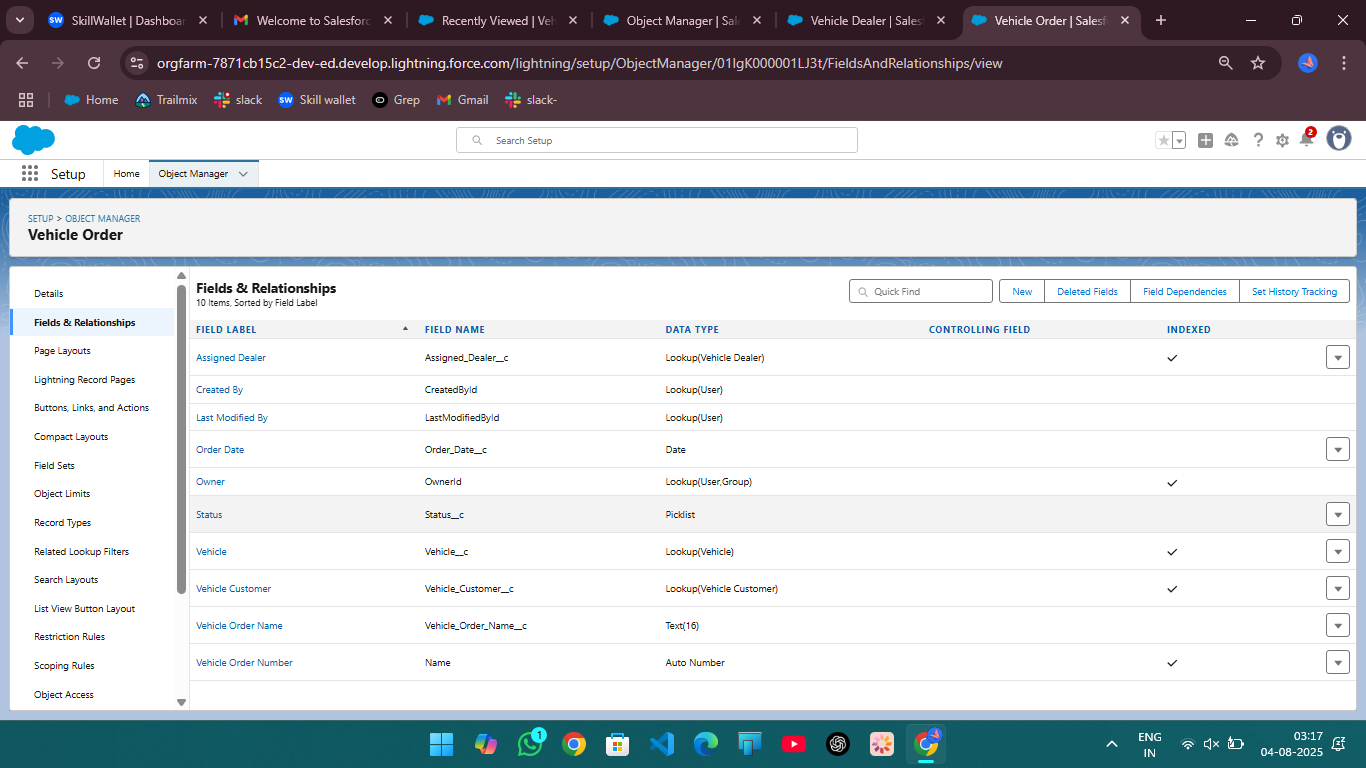 SkillWallet | Dashboar
Welcome to Salesforc
Recently Viewed | Veh
Object Manager | Sale
Vehicle Dealer | Salest
Vehicle Order | Salesf
orgfarm-7871cb15c2-dev-ed.develop.lightning.force.com/lightning/setup/ObjectManager/01IgK000001LJ3t/FieldsAndRelationships/view
Home
Trailmix
slack
SW
Skill wallet
Grep
Gmail
slack-
Search Setup
2
Setup
Home
Object Manager
SETUP > OBJECT MANAGER
Vehicle Order
Details
Fields & Relationships
Page Layouts
Lightning Record Pages
Buttons, Links, and Actions
Compact Layouts
Field Sets
Object Limits
Record Types
Related Lookup Filters
Search Layouts
List View Button Layout
Restriction Rules
Scoping Rules
Object Access
Fields & Relationships
10 Items, Sorted by Field Label
Quick Find
New
Deleted Fields
Field Dependencies
Set History Tracking
FIELD LABEL FIELD NAME DATA TYPE CONTROLLING FIELD INDEXED
Assigned Dealer Assigned_Dealer__c Lookup(Vehicle Dealer)
Created By CreatedById Lookup(User)
Last Modified By LastModifiedById Lookup(User)
Order Date Order_Date__c Date
Owner OwnerId Lookup(User,Group)
Status Status__c Picklist
Vehicle Vehicle__c Lookup(Vehicle)
Vehicle Customer Vehicle_Customer__c Lookup(Vehicle Customer)
Vehicle Order Name Vehicle_Order_Name__c Text(16)
Vehicle Order Number Name Auto Number
1
ENG
IN
03:17
04-08-2025